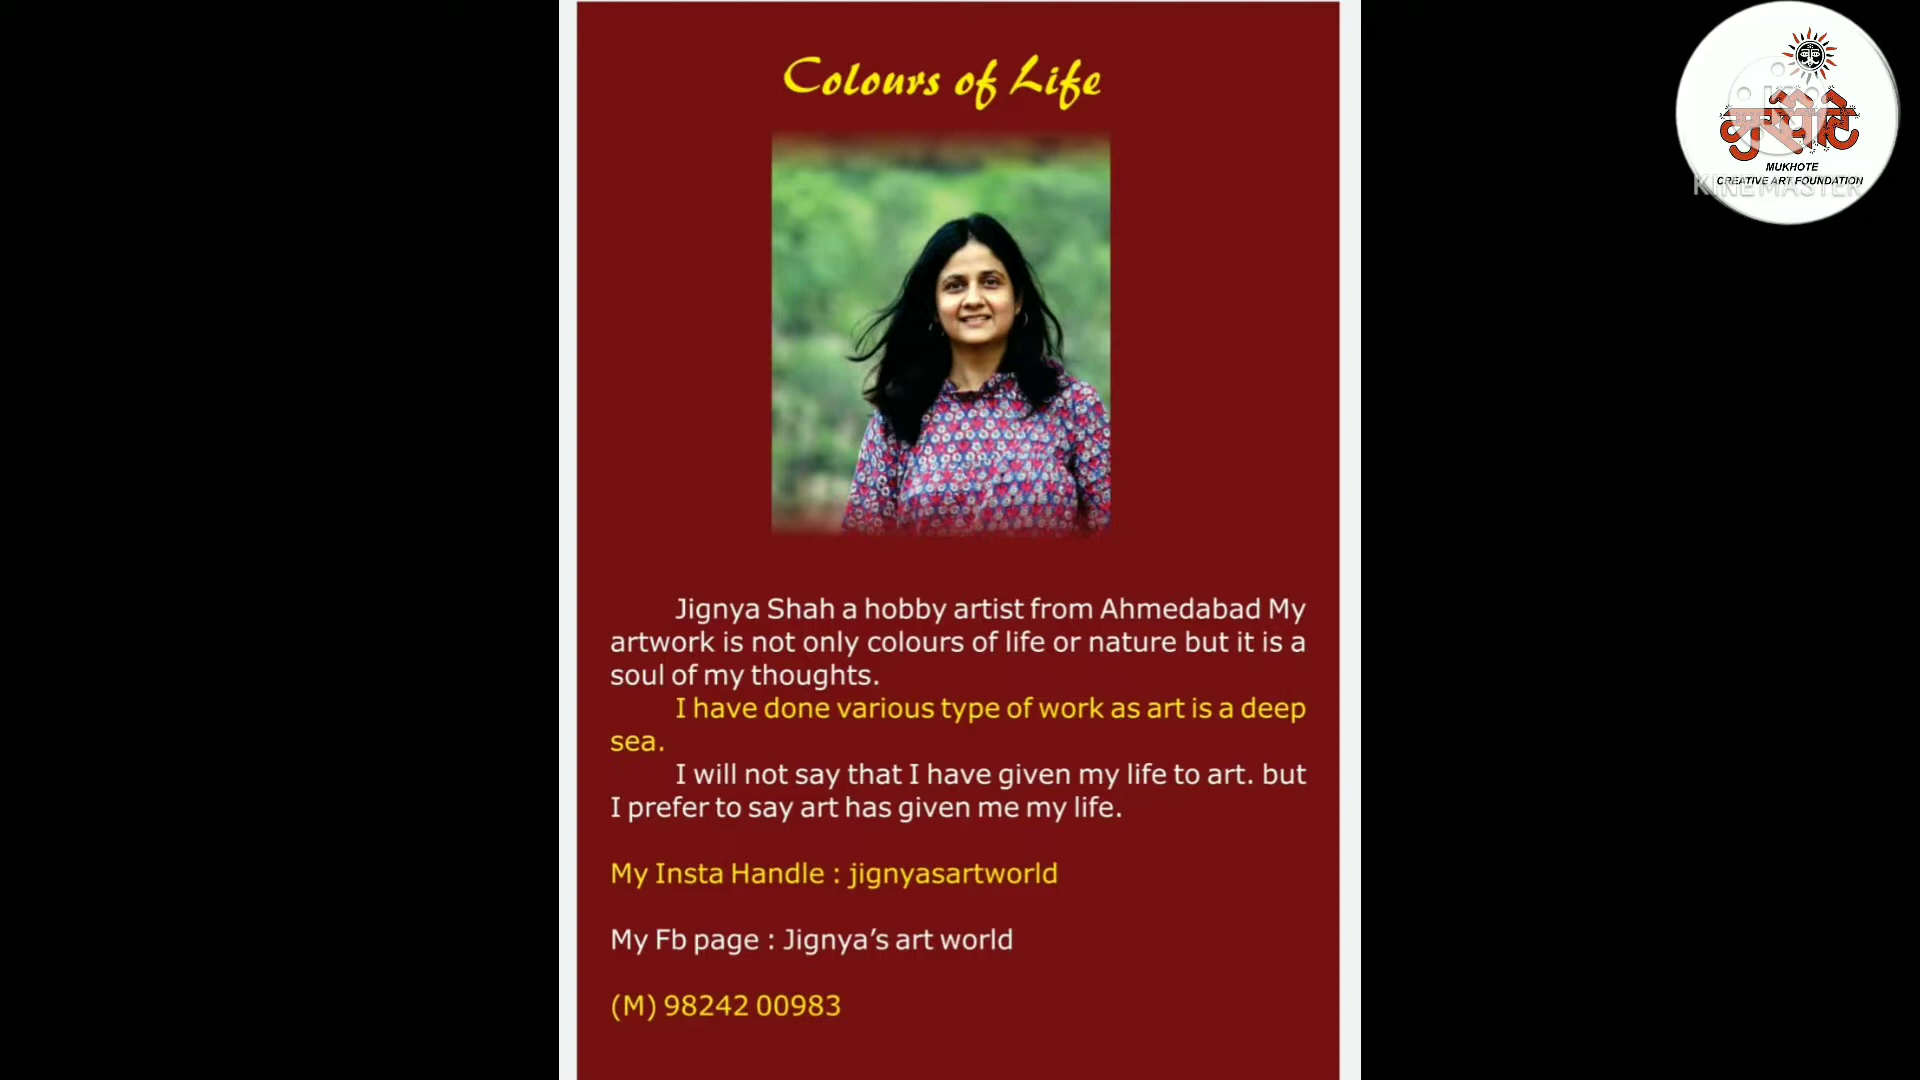 Colours of Life
Jignya Shah a hobby artist from Ahmedabad My
artwork is not only colours of life or nature but it is a
soul of my thoughts.
I have done various type of work as art is a deep
sea.
I will not say that I have given my life to art. but
I prefer to say art has given me my life.
My Insta Handle : jignyasartworld
My Fb page : Jignya’s art world
(M) 98242 00983
मुखोटे
MUKHOTE
CREATIVE ART FOUNDATION
KINEMASTER